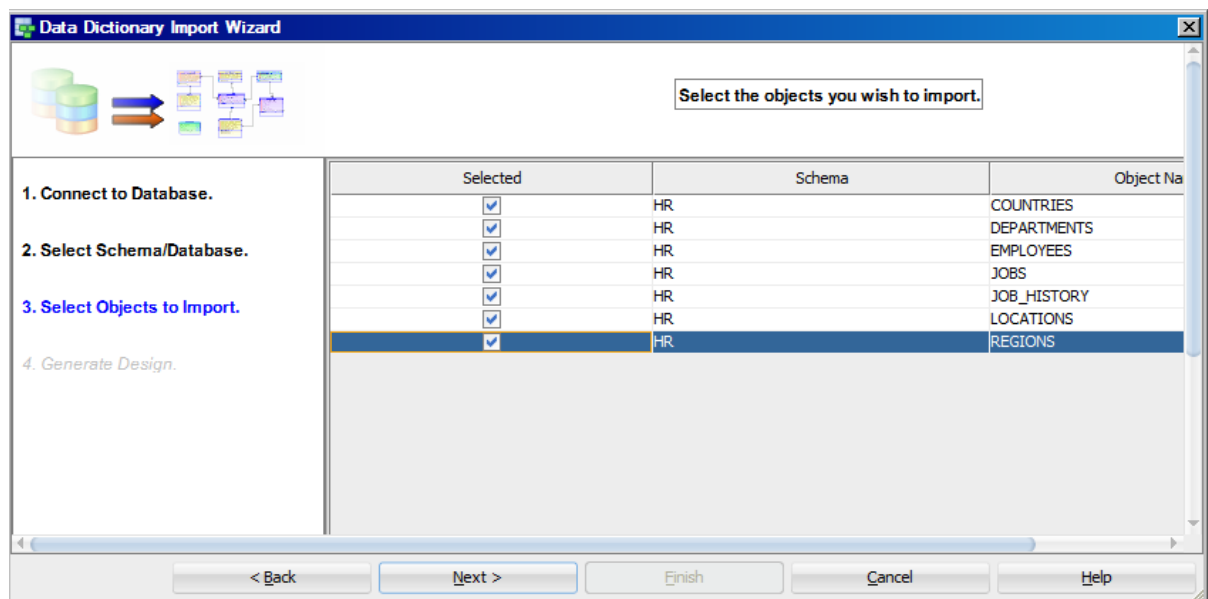 Data Dictionary Import Wizard
Select the objects you wish to import.
1. Connect to Database.
2. Select Schema/Database.
3. Select Objects to Import.
4. Generate Design.
Selected Schema Object Na
HR COUNTRIES
HR DEPARTMENTS
HR EMPLOYEES
HR JOBS
HR JOB_HISTORY
HR LOCATIONS
HR REGIONS
< Back Next > Finish Cancel Help